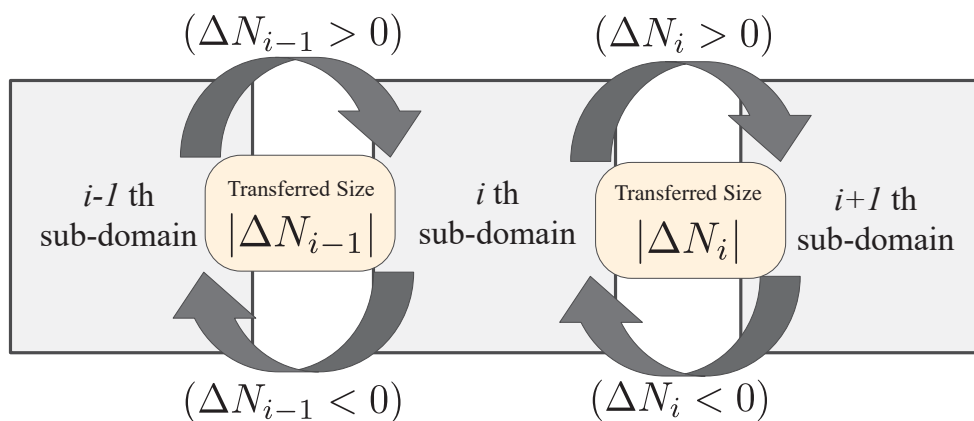 (ΔN_{i−1} > 0)
(ΔN_i > 0)
i-1 th
sub-domain
Transferred Size
|ΔN_{i−1}|
i th
sub-domain
Transferred Size
|ΔN_i|
i+1 th
sub-domain
(ΔN_{i−1} < 0)
(ΔN_i < 0)